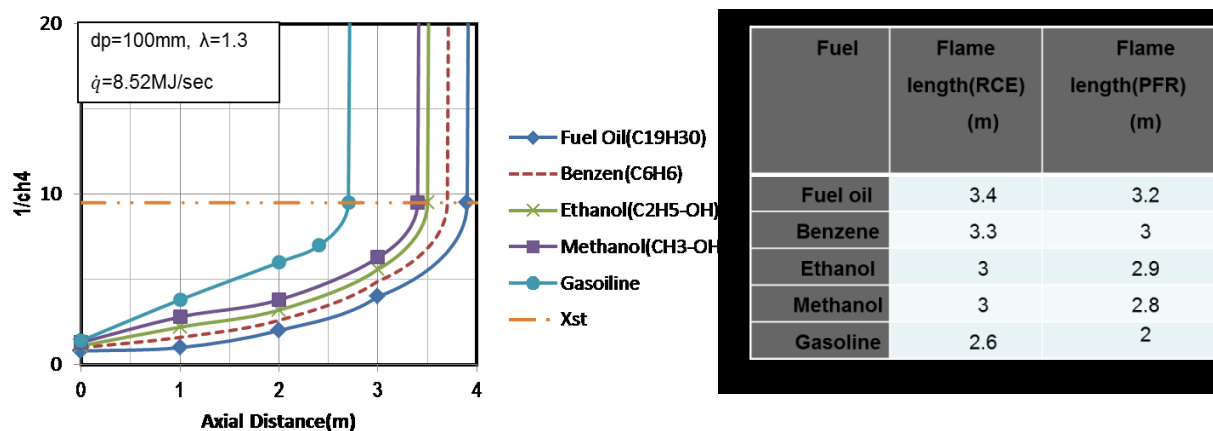 20
dp=100mm, λ=1.3
q̇=8.52MJ/sec
10
0
1/ch4
0 1 2 3 4
Axial Distance(m)
Fuel Oil(C19H30)
Benzen(C6H6)
Ethanol(C2H5-OH)
Methanol(CH3-OH
Gasoiline
Xst
Fuel Flame Flame
length(RCE) length(PFR)
(m) (m)
Fuel oil 3.4 3.2
Benzene 3.3 3
Ethanol 3 2.9
Methanol 3 2.8
Gasoline 2.6 2